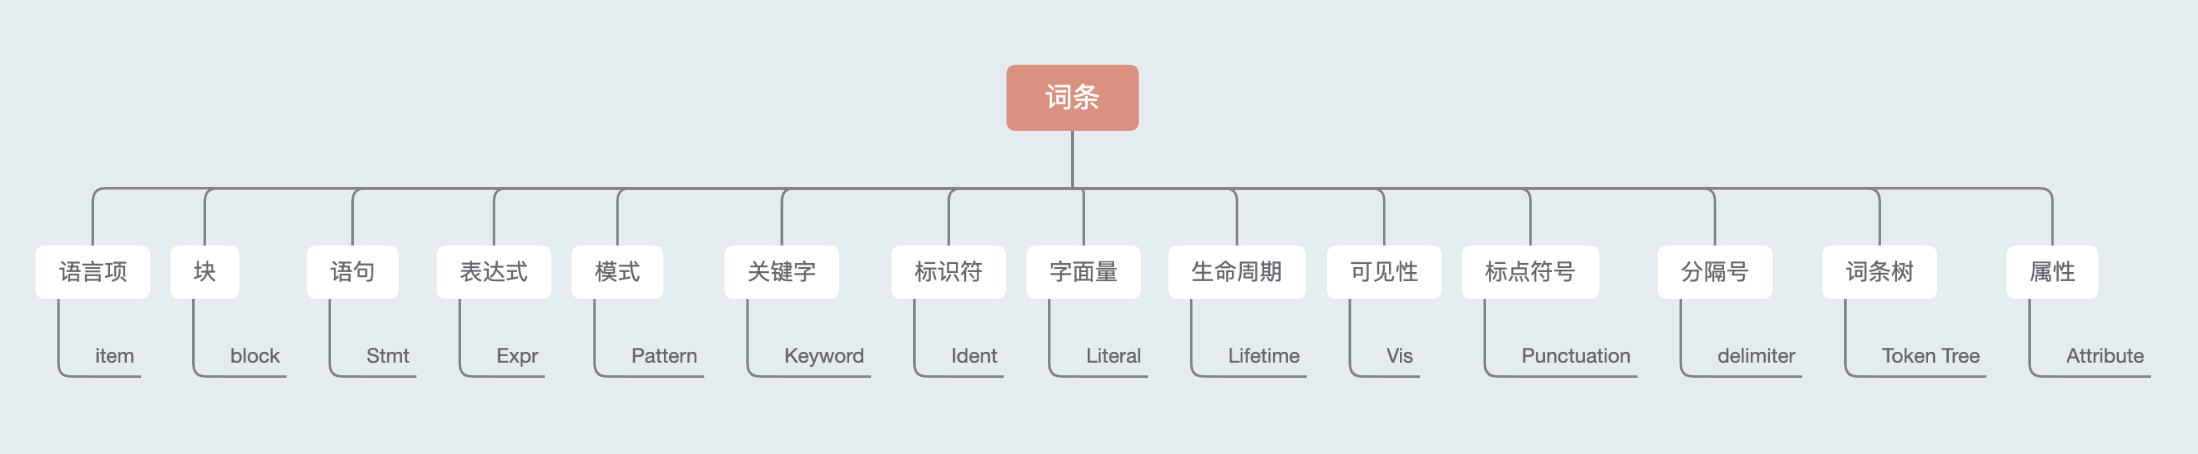 词条
语言项
块
语句
表达式
模式
关键字
标识符
字面量
生命周期
可见性
标点符号
分隔号
词条树
属性
item
block
Stmt
Expr
Pattern
Keyword
Ident
Literal
Lifetime
Vis
Punctuation
delimiter
Token Tree
Attribute